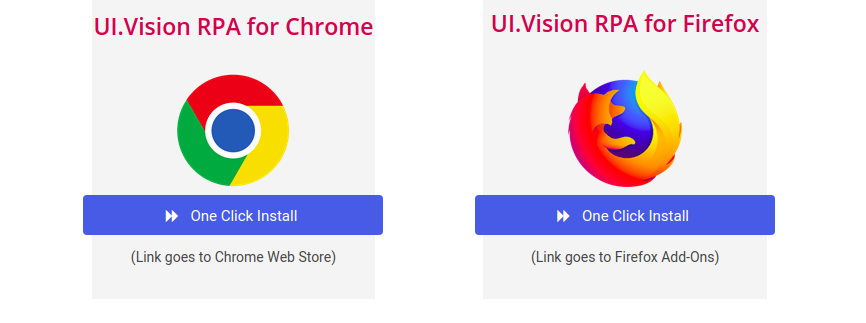 UI.Vision RPA for Chrome
One Click Install
(Link goes to Chrome Web Store)
UI.Vision RPA for Firefox
One Click Install
(Link goes to Firefox Add-Ons)